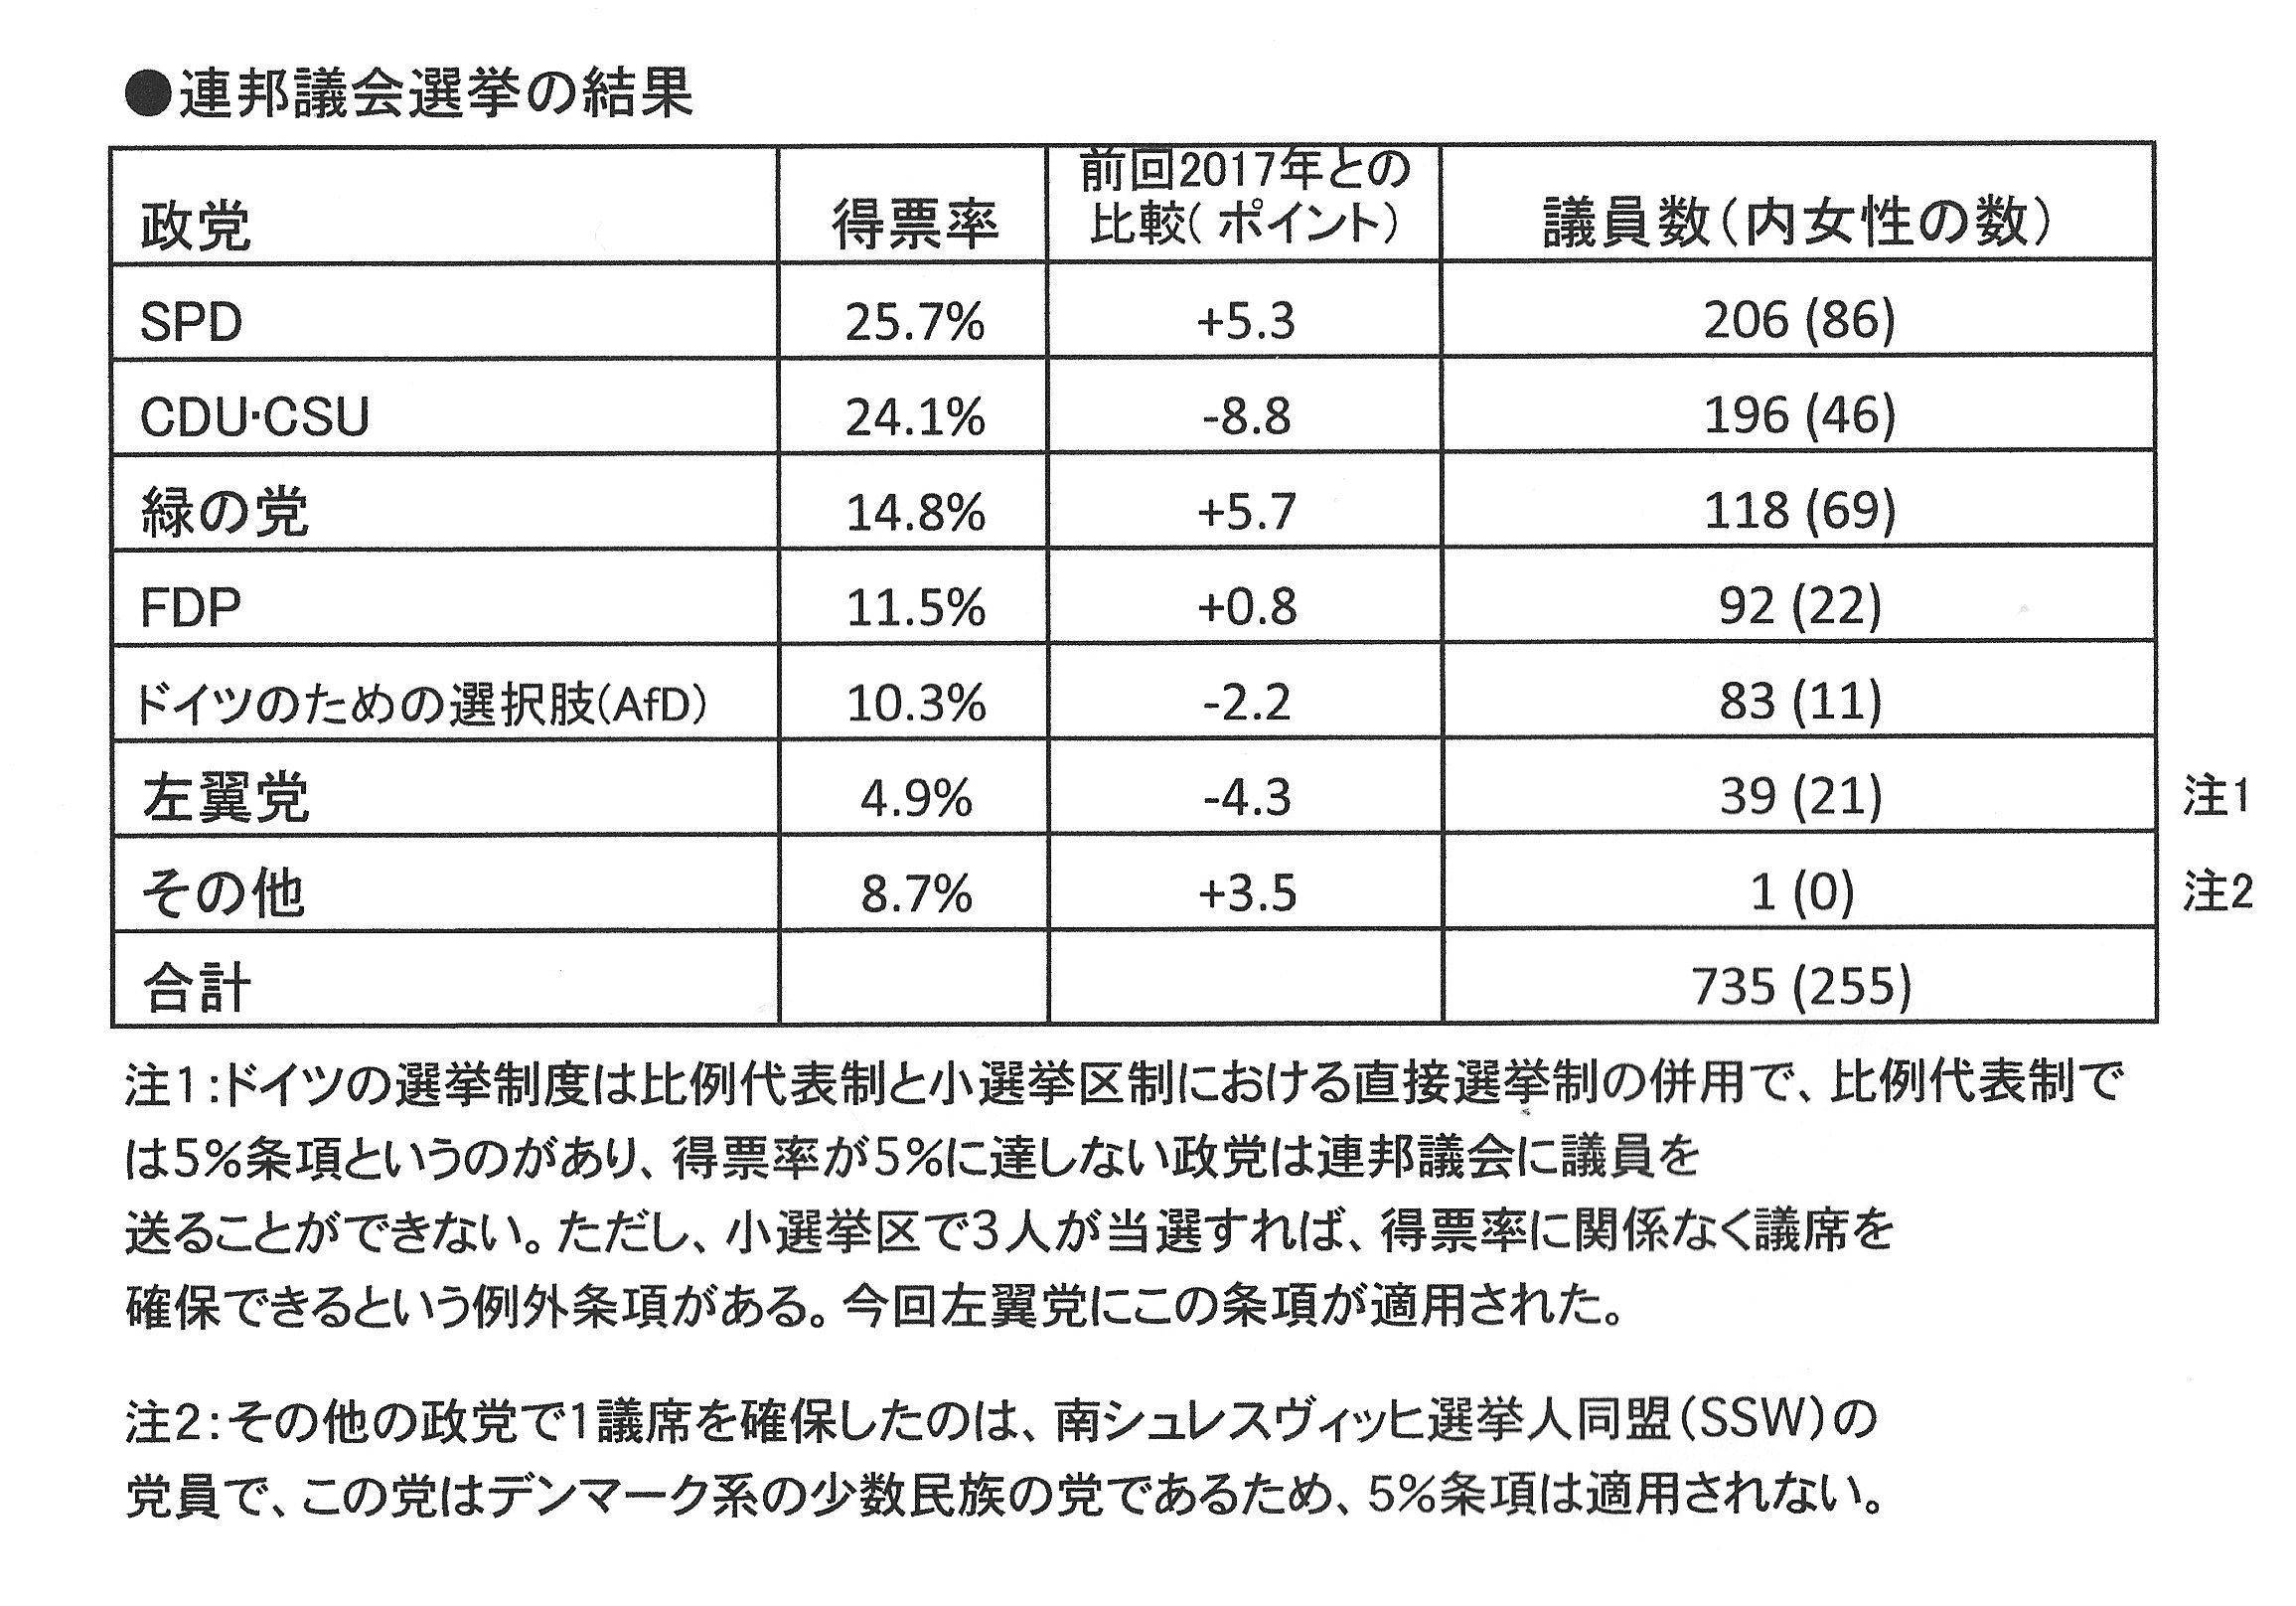 ●連邦議会選挙の結果
政党 得票率 前回2017年との比較( ポイント) 議員数(内女性の数)
SPD 25.7% +5.3 206 (86)
CDU·CSU 24.1% -8.8 196 (46)
緑の党 14.8% +5.7 118 (69)
FDP 11.5% +0.8 92 (22)
ドイツのための選択肢(AfD) 10.3% -2.2 83 (11)
左翼党 4.9% -4.3 39 (21) 注1
その他 8.7% +3.5 1 (0) 注2
合計 735 (255)
注1:ドイツの選挙制度は比例代表制と小選挙区制における直接選挙制の併用で、比例代表制で
は5%条項というのがあり、得票率が5%に達しない政党は連邦議会に議員を
送ることができない。ただし、小選挙区で3人が当選すれば、得票率に関係なく議席を
確保できるという例外条項がある。今回左翼党にこの条項が適用された。
注2:その他の政党で1議席を確保したのは、南シュレスヴィッヒ選挙人同盟(SSW)の
党員で、この党はデンマーク系の少数民族の党であるため、5%条項は適用されない。